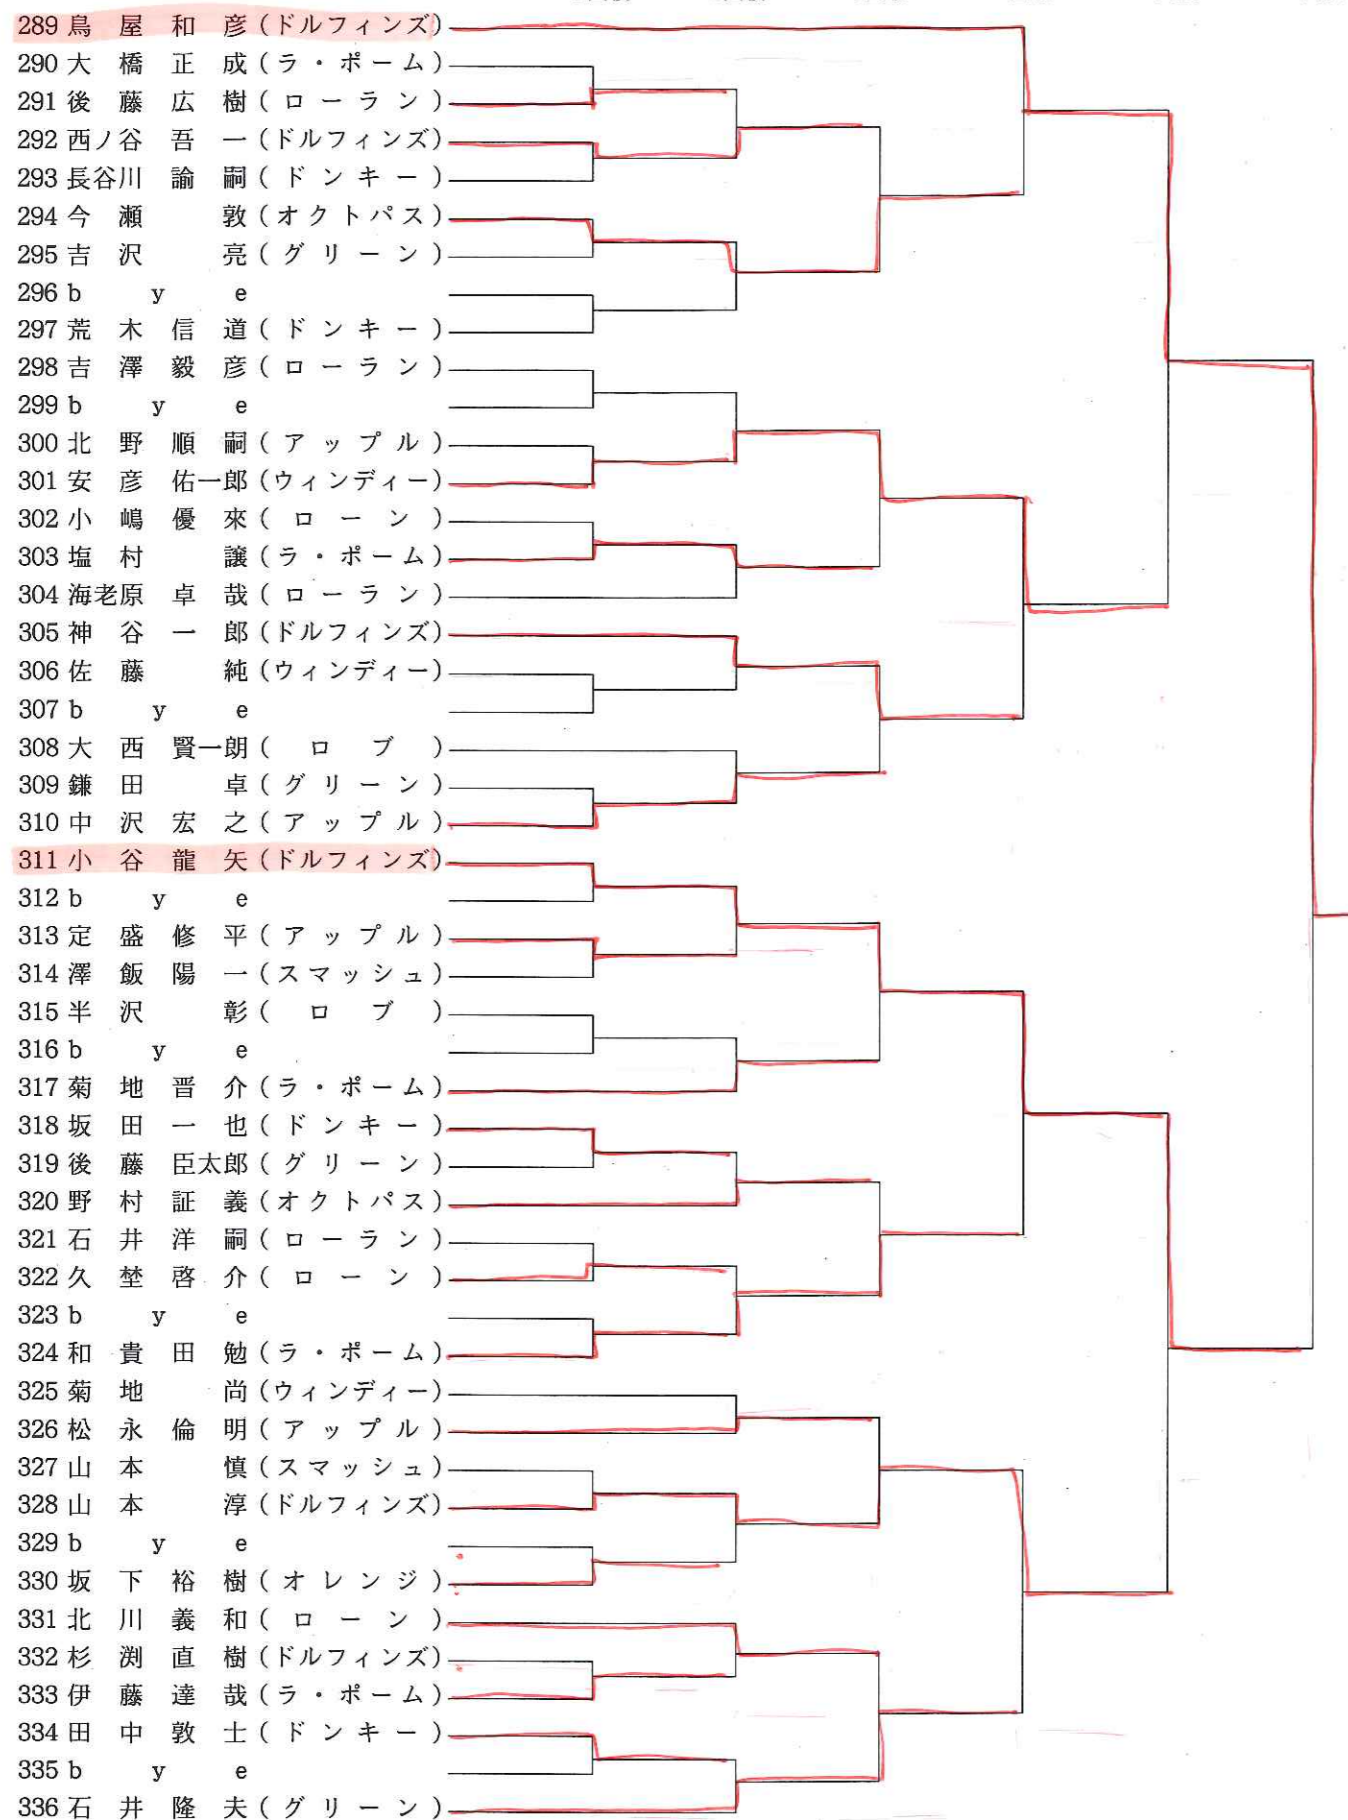 289 鳥屋和彦(ドルフィンズ)
290 大橋正成(ラ・ポーム)
291 後藤広樹(ローラン)
292 西ノ谷吾一(ドルフィンズ)
293 長谷川諭嗣(ドンキー)
294 今瀬敦(オクトパス)
295 吉沢亮(グリーン)
296 bye
297 荒木信道(ドンキー)
298 吉澤毅彦(ローラン)
299 bye
300 北野順嗣(アップル)
301 安彦佑一郎(ウィンディー)
302 小嶋優來(ローン)
303 塩村譲(ラ・ポーム)
304 海老原卓哉(ローラン)
305 神谷一郎(ドルフィンズ)
306 佐藤純(ウィンディー)
307 bye
308 大西賢一朗(ロブ)
309 鎌田卓(グリーン)
310 中沢宏之(アップル)
311 小谷龍矢(ドルフィンズ)
312 bye
313 定盛修平(アップル)
314 澤飯陽一(スマッシュ)
315 半沢彰(ロブ)
316 bye
317 菊地晋介(ラ・ポーム)
318 坂田一也(ドンキー)
319 後藤臣太郎(グリーン)
320 野村証義(オクトパス)
321 石井洋嗣(ローラン)
322 久埜啓介(ローン)
323 bye
324 和貴田勉(ラ・ポーム)
325 菊地尚(ウィンディー)
326 松永倫明(アップル)
327 山本慎(スマッシュ)
328 山本淳(ドルフィンズ)
329 bye
330 坂下裕樹(オレンジ)
331 北川義和(ローン)
332 杉渕直樹(ドルフィンズ)
333 伊藤達哉(ラ・ポーム)
334 田中敦士(ドンキー)
335 bye
336 石井隆夫(グリーン)